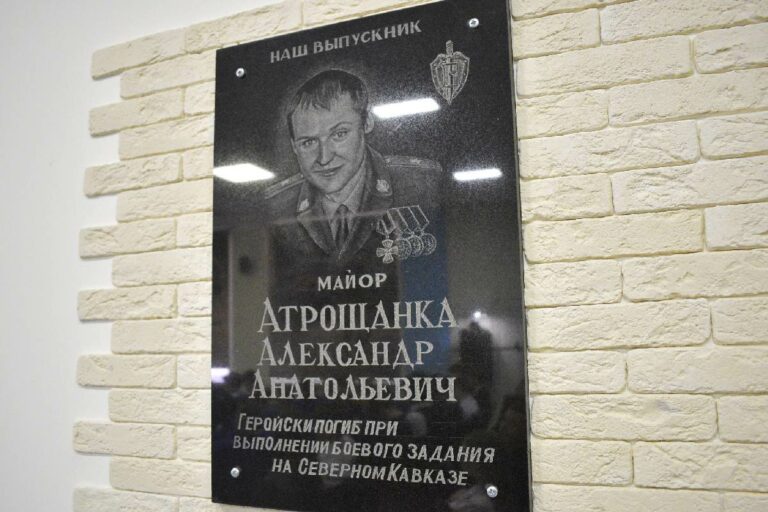 НАШ ВЫПУСКНИК
МАЙОР
АТРОЩАНКА
АЛЕКСАНДР
АНАТОЛЬЕВИЧ
ГЕРОЙСКИ ПОГИБ ПРИ
ВЫПОЛНЕНИИ БОЕВОГО ЗАДАНИЯ
НА СЕВЕРНОМ КАВКАЗЕ